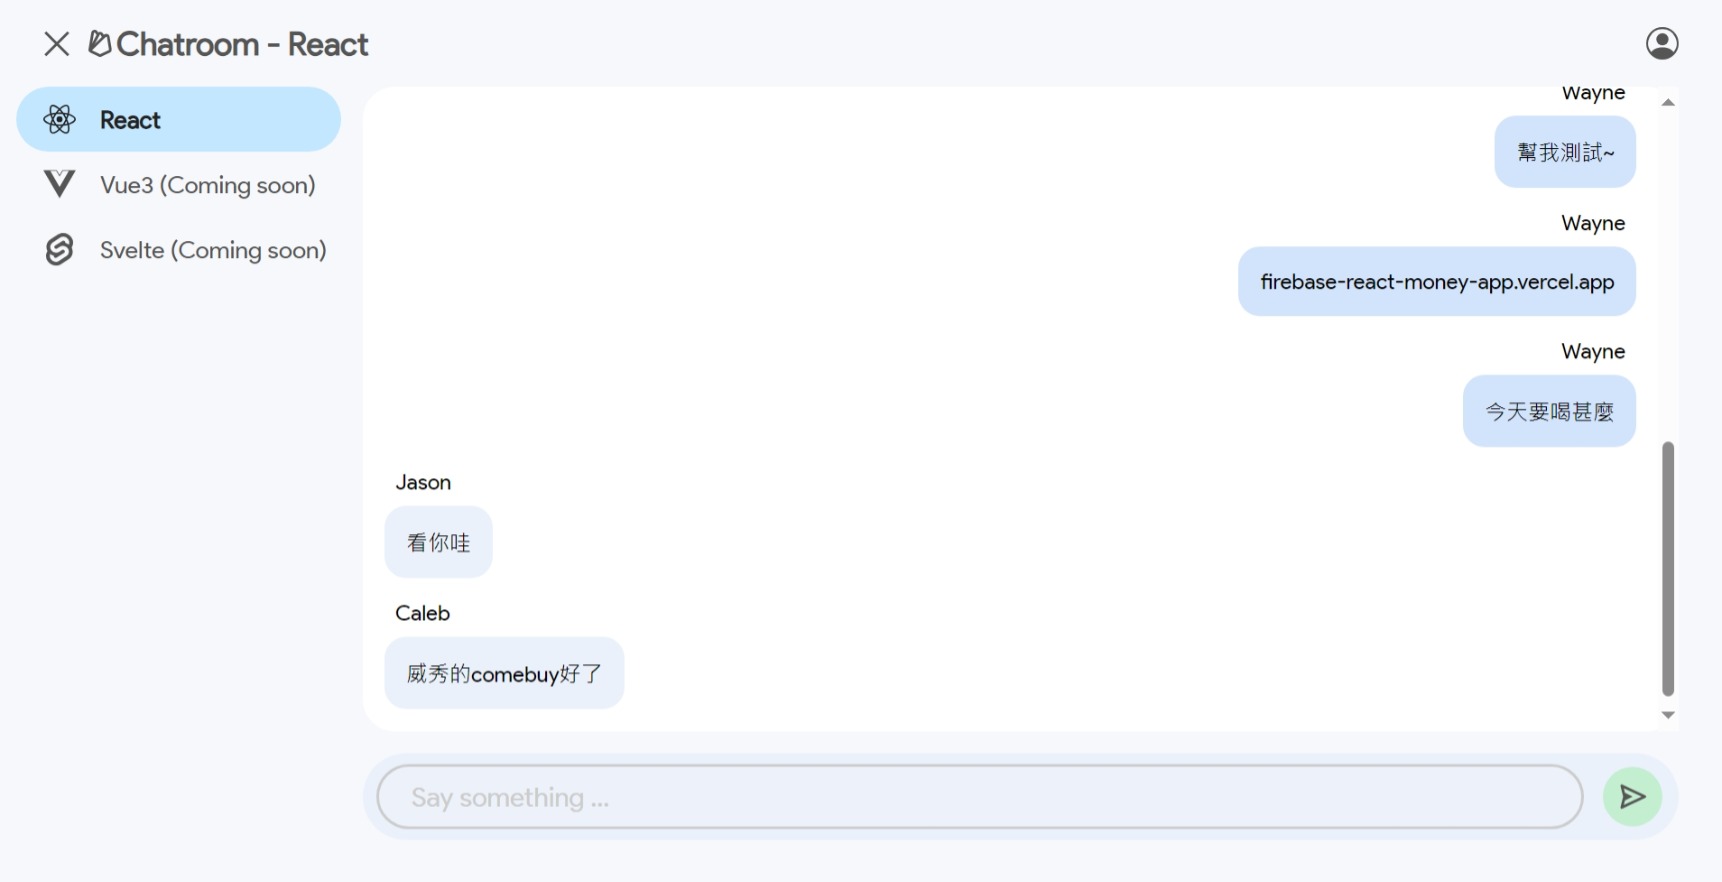 Chatroom - React
React
Vue3 (Coming soon)
Svelte (Coming soon)
Wayne
幫我測試~
Wayne
firebase-react-money-app.vercel.app
Wayne
今天要喝甚麼
Jason
看你哇
Caleb
威秀的comebuy好了
Say something ...